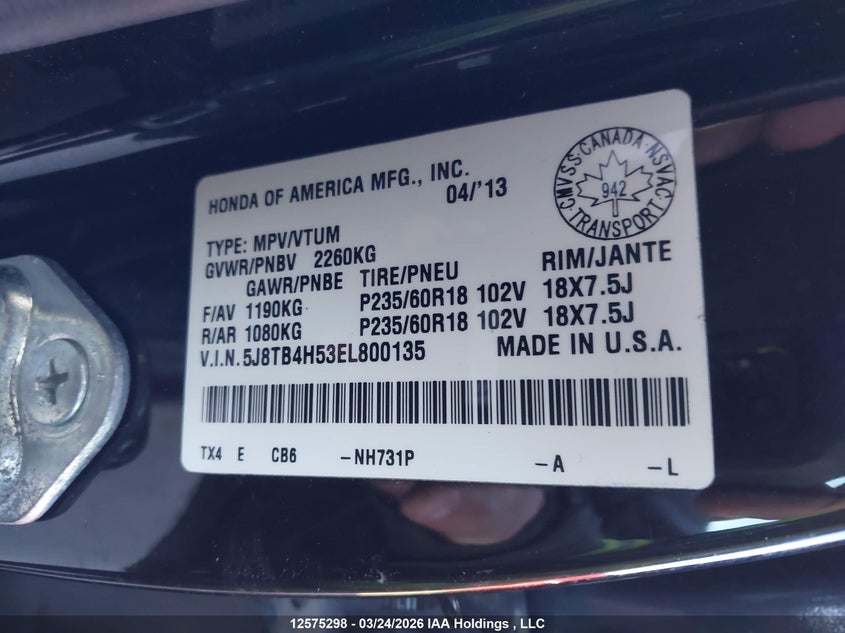 HONDA OF AMERICA MFG., INC.
04/'13
CMVSS·CANADA·NSVAC
942
TRANSPORT
TYPE: MPV/VTUM
GVWR/PNBV 2260KG
GAWR/PNBE TIRE/PNEU RIM/JANTE
F/AV 1190KG P235/60R18 102V 18X7.5J
R/AR 1080KG P235/60R18 102V 18X7.5J
V.I.N.5J8TB4H53EL800135 MADE IN U.S.A.
TX4 E CB6 -NH731P -A -L
12575298 - 03/24/2026 IAA Holdings , LLC